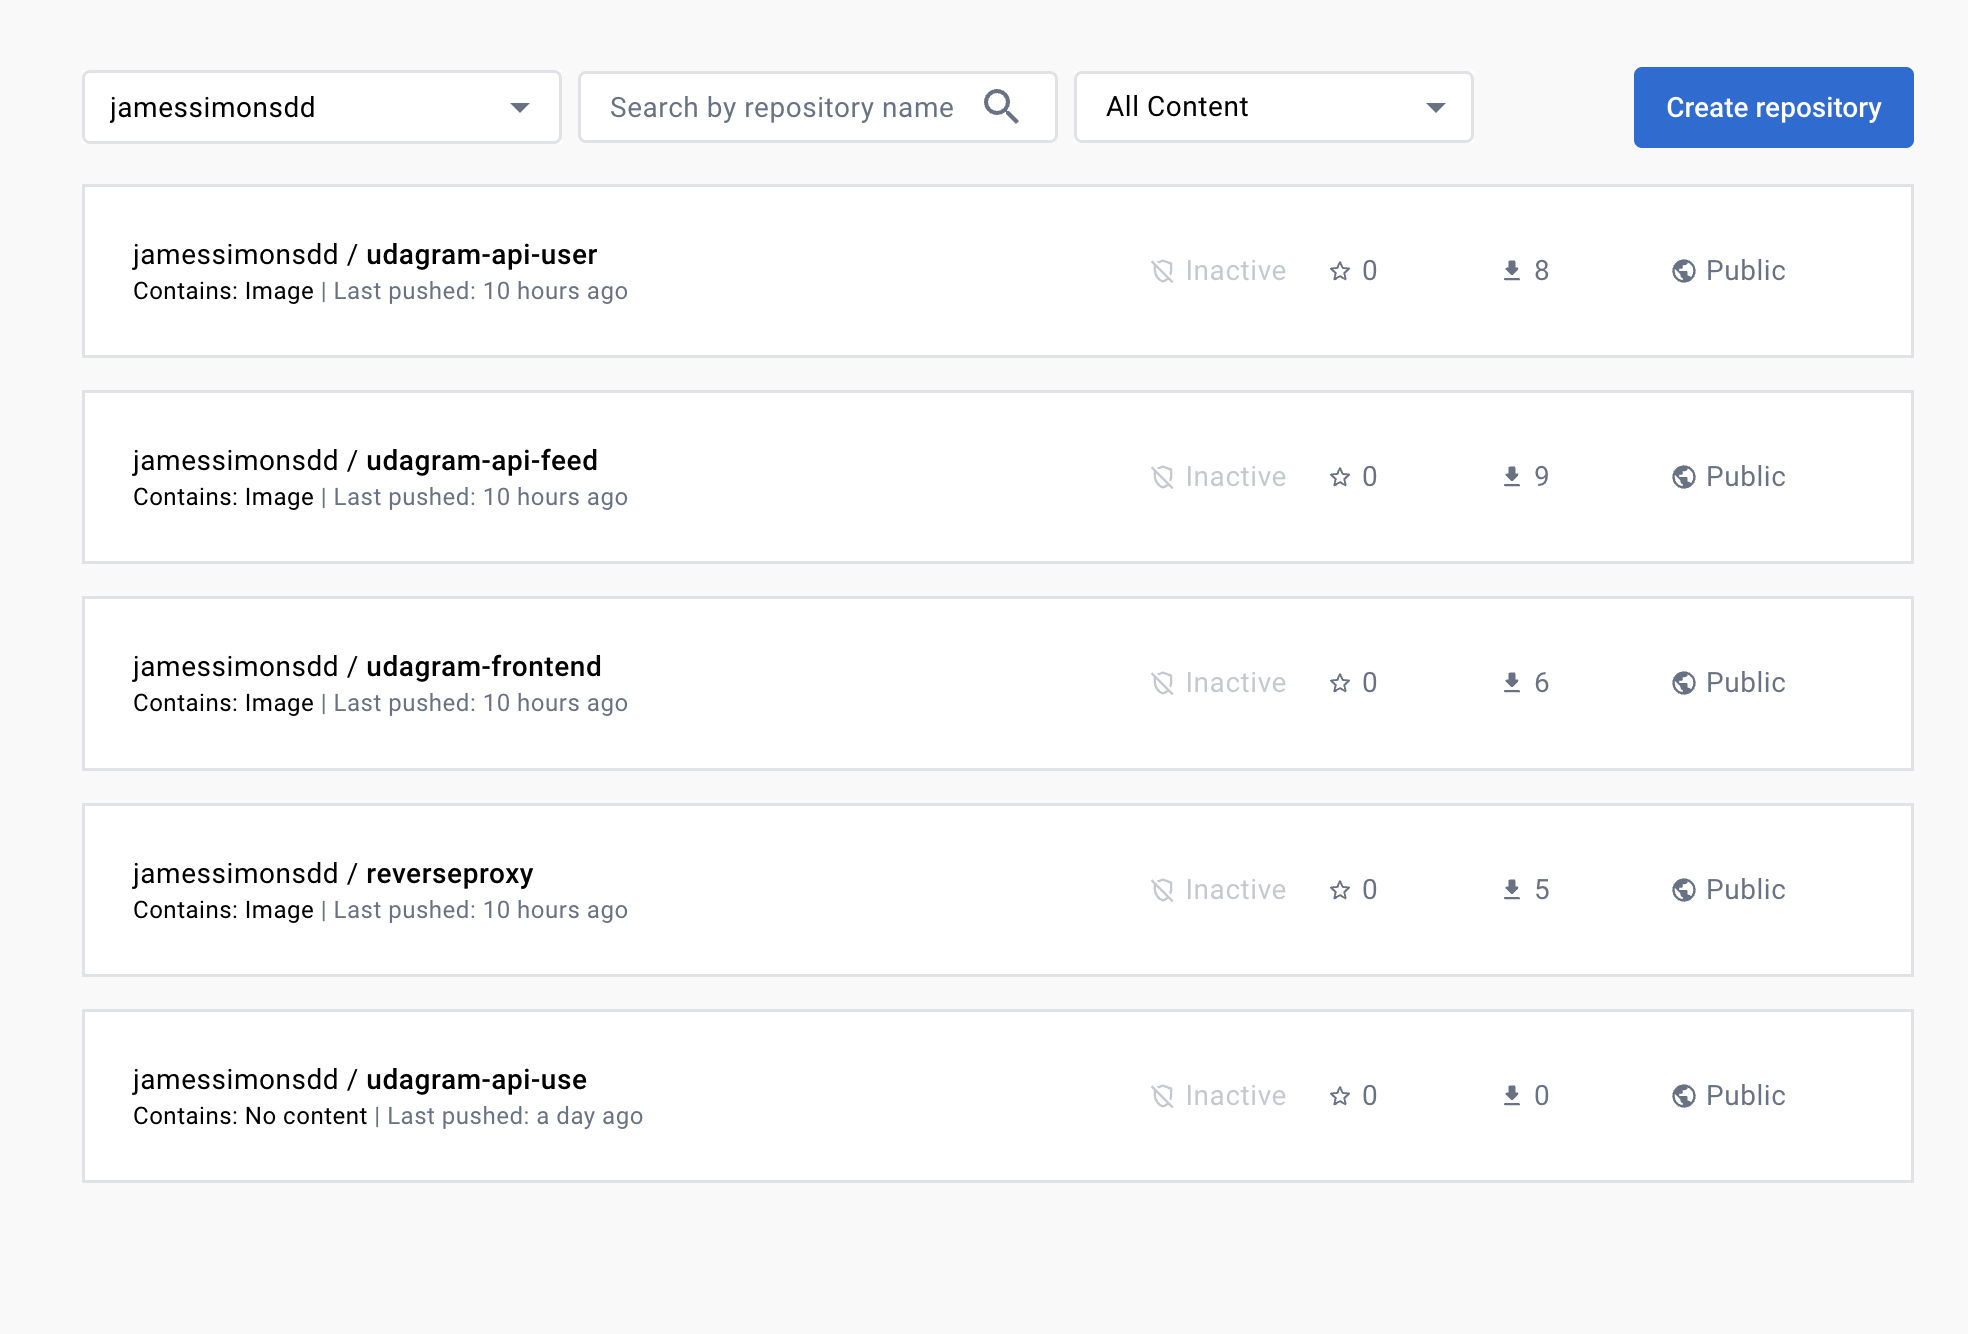 jamessimonsdd
Search by repository name
All Content
Create repository
jamessimonsdd / udagram-api-user
Contains: Image | Last pushed: 10 hours ago
Inactive
0
8
Public
jamessimonsdd / udagram-api-feed
Contains: Image | Last pushed: 10 hours ago
Inactive
0
9
Public
jamessimonsdd / udagram-frontend
Contains: Image | Last pushed: 10 hours ago
Inactive
0
6
Public
jamessimonsdd / reverseproxy
Contains: Image | Last pushed: 10 hours ago
Inactive
0
5
Public
jamessimonsdd / udagram-api-use
Contains: No content | Last pushed: a day ago
Inactive
0
0
Public